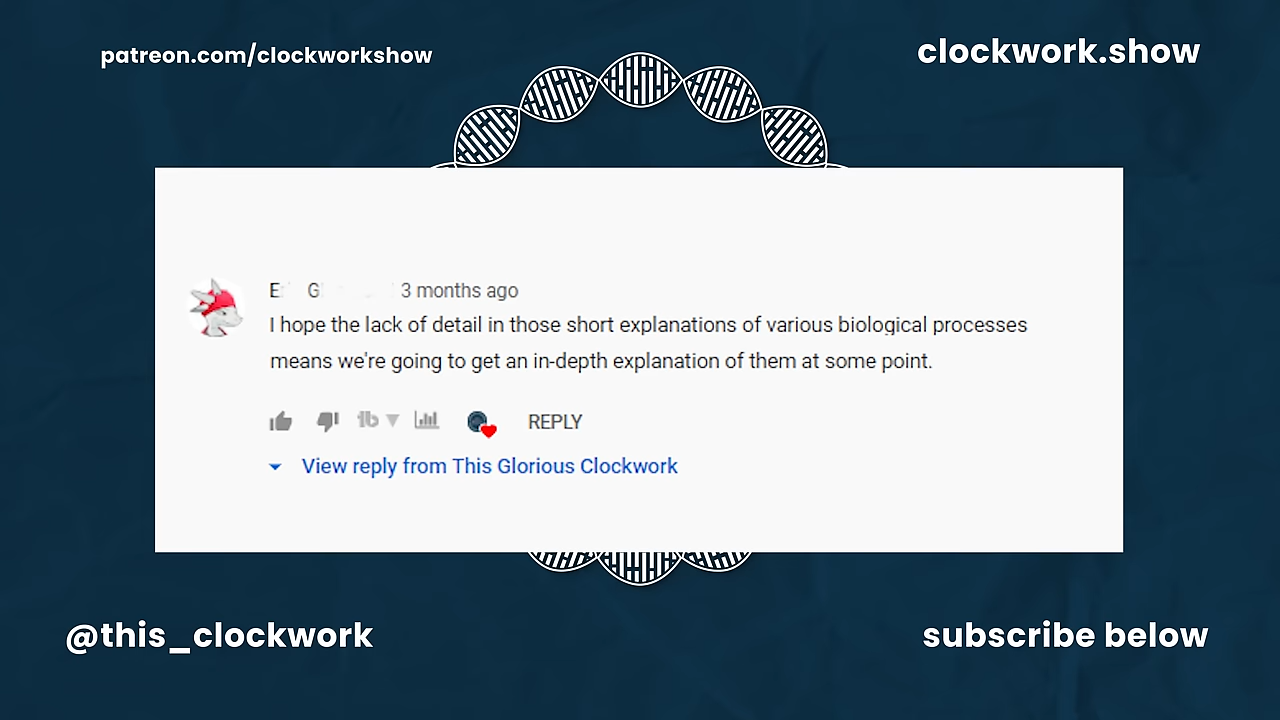 patreon.com/clockworkshow
clockwork.show
3 months ago
I hope the lack of detail in those short explanations of various biological processes
means we're going to get an in-depth explanation of them at some point.
REPLY
View reply from This Glorious Clockwork
@this_clockwork
subscribe below